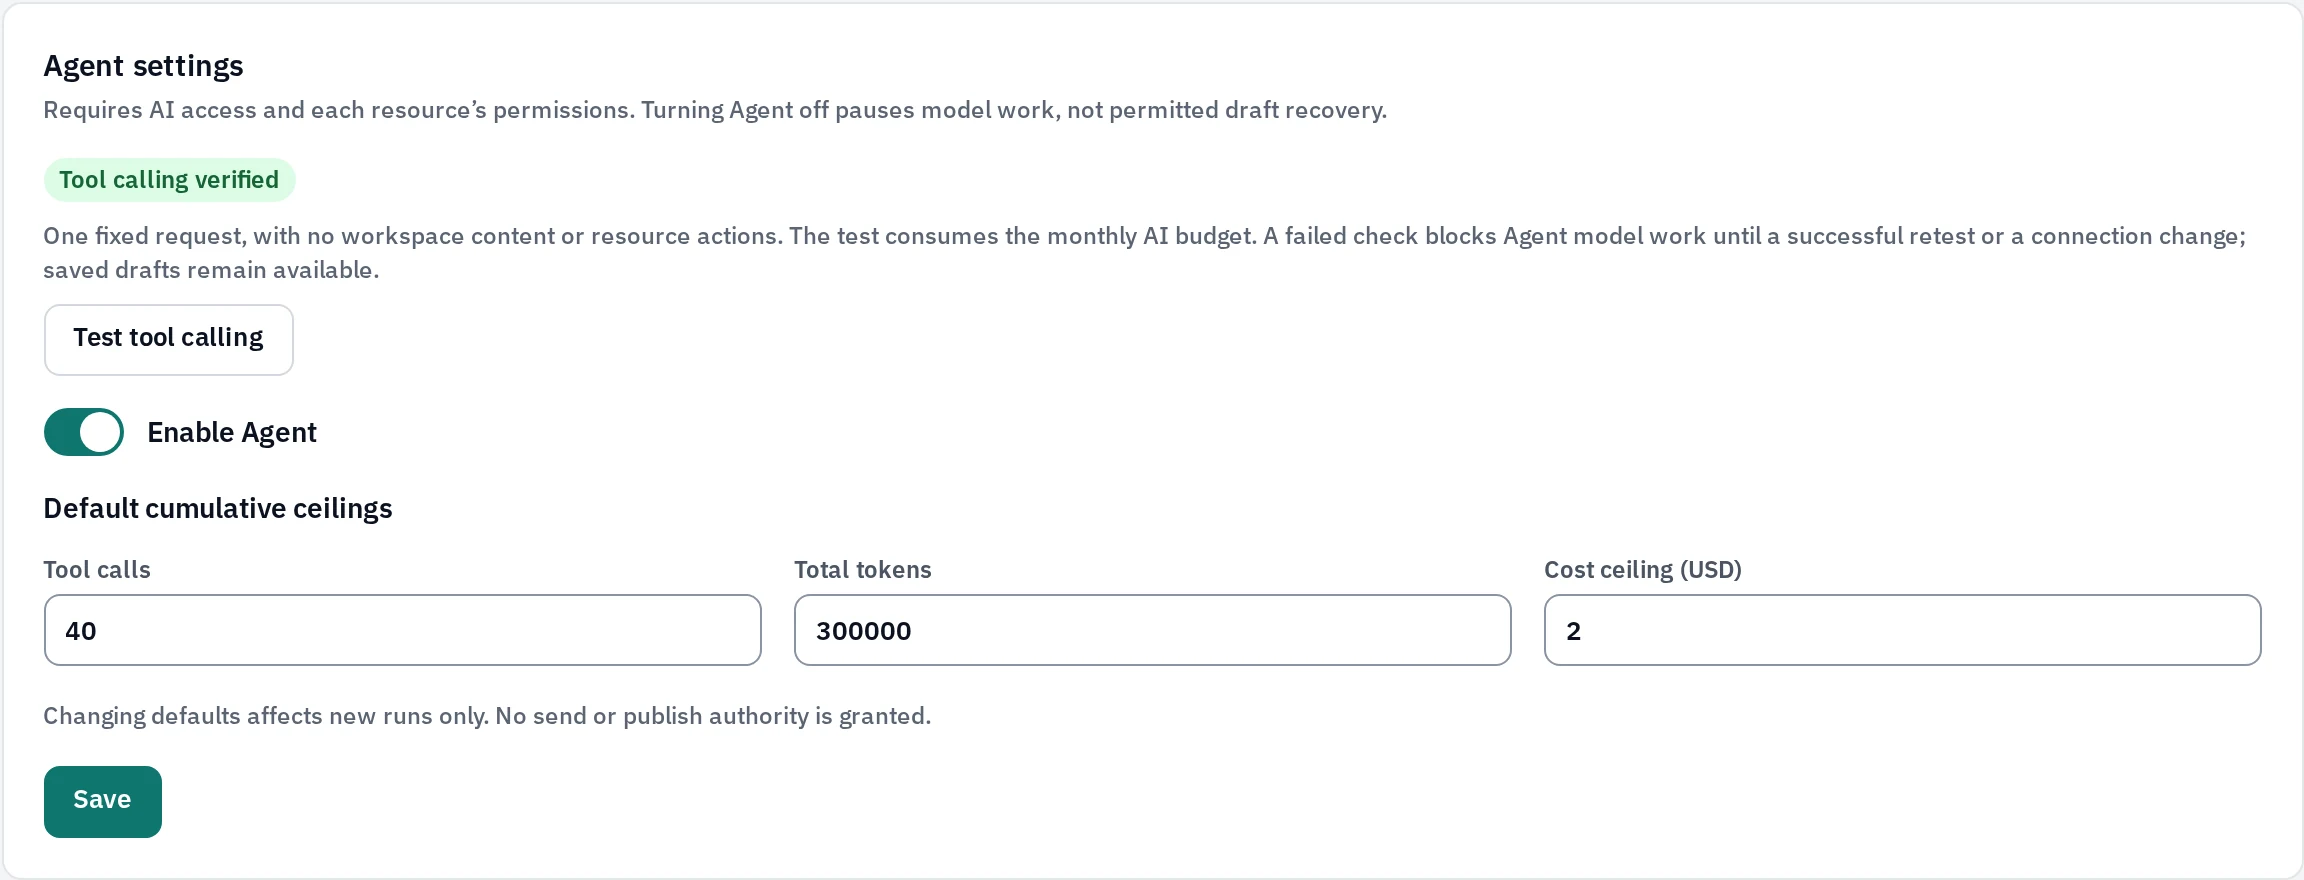 Agent settings
Requires AI access and each resource’s permissions. Turning Agent off pauses model work, not permitted draft recovery.
Tool calling verified
One fixed request, with no workspace content or resource actions. The test consumes the monthly AI budget. A failed check blocks Agent model work until a successful retest or a connection change;
saved drafts remain available.
Test tool calling
Enable Agent
Default cumulative ceilings
Tool calls
Total tokens
Cost ceiling (USD)
40
300000
2
Changing defaults affects new runs only. No send or publish authority is granted.
Save